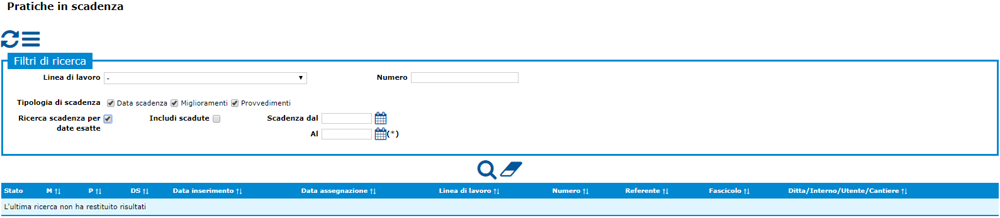 Pratiche in scadenza
Filtri di ricerca
Linea di lavoro - Numero
Tipologia di scadenza Data scadenza Miglioramenti Provvedimenti
Ricerca scadenza per date esatte Includi scadute Scadenza dal
Al (*)
Stato M P DS Data inserimento Data assegnazione Linea di lavoro Numero Referente Fascicolo Ditta/Interno/Utente/Cantiere
L'ultima ricerca non ha restituito risultati